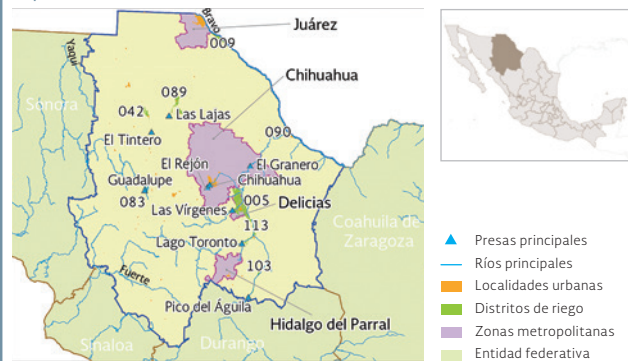 Bravo
Juárez
009
Yaqui
Chihuahua
Sonora
089
042
Las Lajas
El Tintero
090
El Rejón
El Granero
Guadalupe
Chihuahua
083
005
Delicias
Las Vírgenes
113
Coahuila de
Zaragoza
Lago Toronto
103
Fuerte
Pico del Águila
Hidalgo del Parral
Sinaloa
Durango
Presas principales
Ríos principales
Localidades urbanas
Distritos de riego
Zonas metropolitanas
Entidad federativa